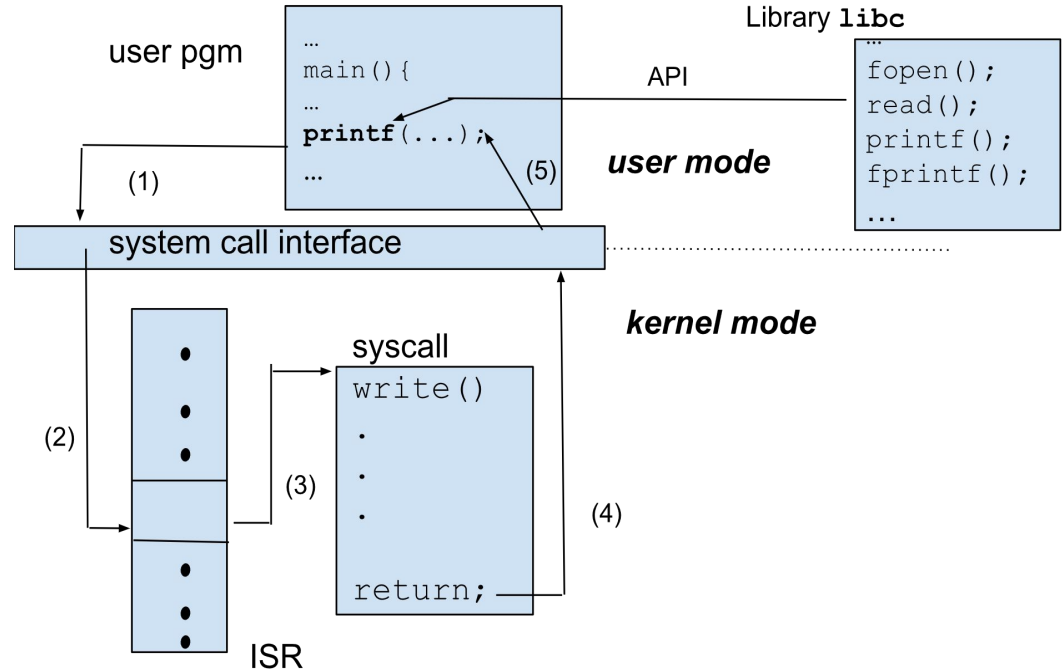 Library libc
user pgm
…
main(){
…
printf(...);
…
API
…
fopen();
read();
printf();
fprintf();
…
user mode
(1)
(5)
system call interface
kernel mode
syscall
write()
.
.
.
return;
(2)
(3)
(4)
ISR